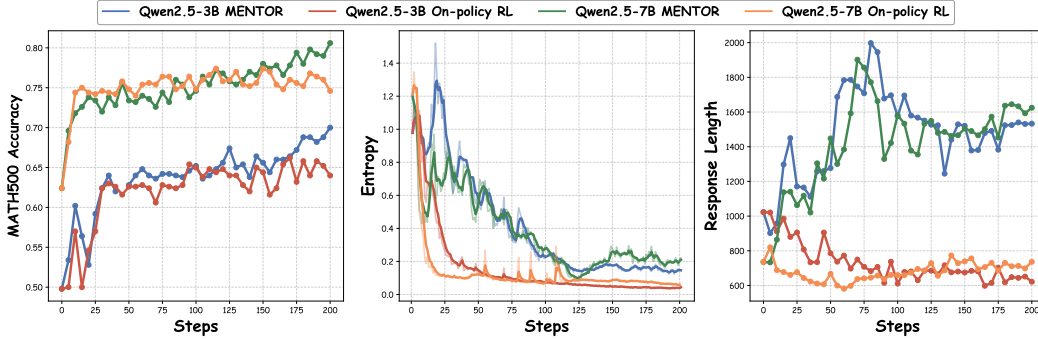 Qwen2.5-3B MENTOR Qwen2.5-3B On-policy RL Qwen2.5-7B MENTOR Qwen2.5-7B On-policy RL
MATH500 Accuracy
0.80
0.75
0.70
0.65
0.60
0.55
0.50
0 25 50 75 100 125 150 175 200
Steps
Entropy
1.4
1.2
1.0
0.8
0.6
0.4
0.2
0.0
0 25 50 75 100 125 150 175 200
Steps
Response Length
2000
1800
1600
1400
1200
1000
800
600
0 25 50 75 100 125 150 175 200
Steps